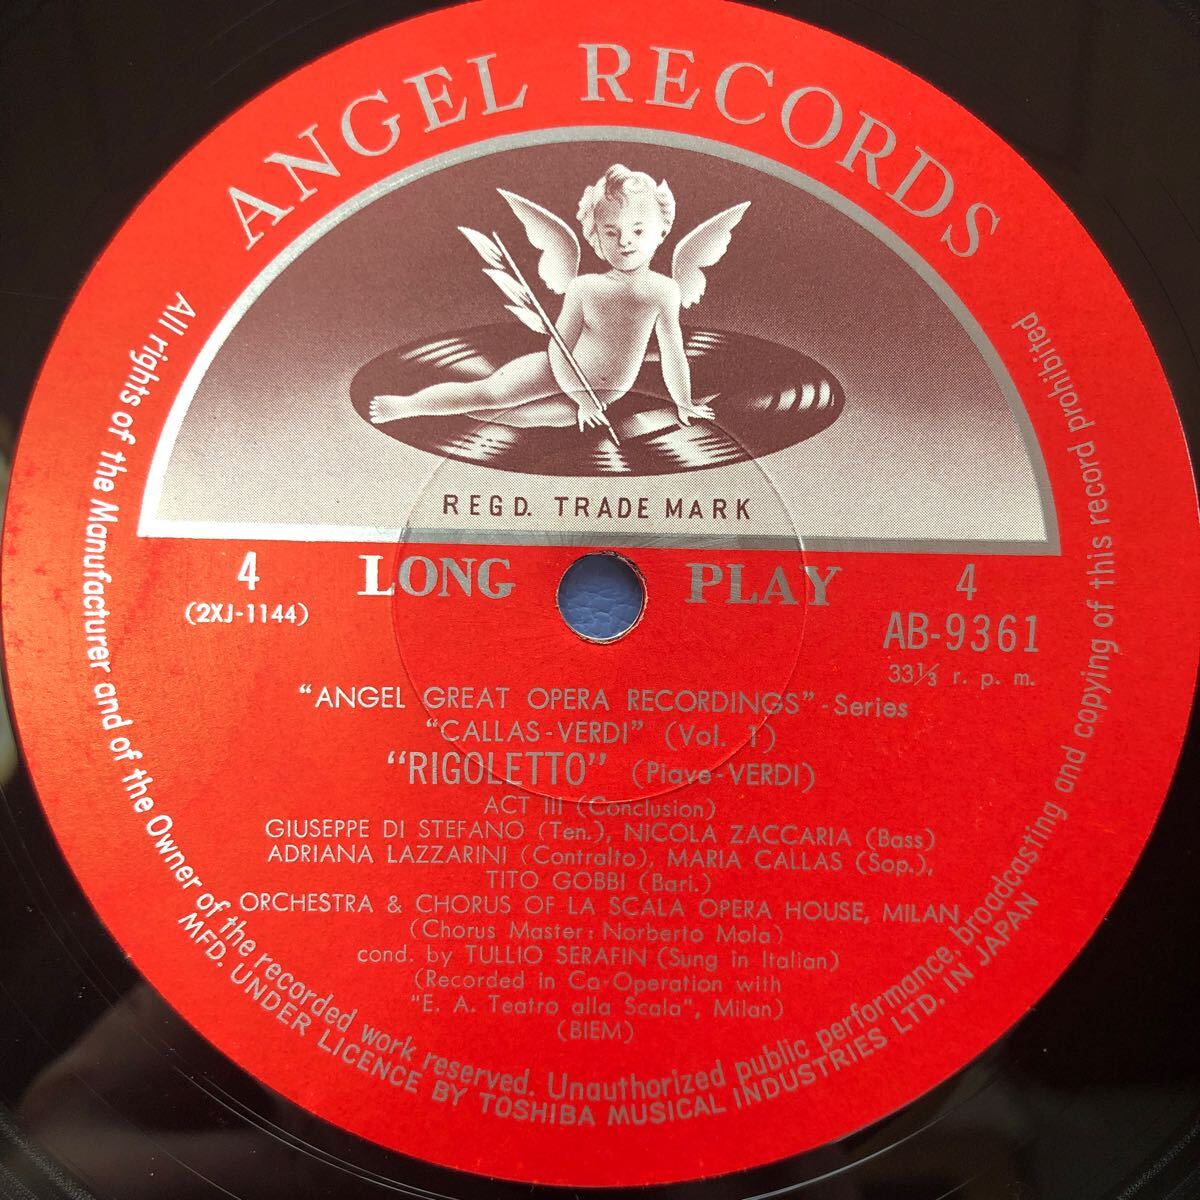 ANGEL RECORDS
REGD. TRADE MARK
4 LONG PLAY 4
(2XJ-1144)
AB-9361
33⅓ r. p. m.
"ANGEL GREAT OPERA RECORDINGS"-Series
"CALLAS-VERDI" (Vol. 1)
"RIGOLETTO" (Piave-VERDI)
ACT III (Conclusion)
GIUSEPPE DI STEFANO (Ten.), NICOLA ZACCARIA (Bass)
ADRIANA LAZZARINI (Contralto), MARIA CALLAS (Sop.),
TITO GOBBI (Bari.)
ORCHESTRA & CHORUS OF LA SCALA OPERA HOUSE, MILAN
(Chorus Master: Norberto Mola)
cond. by TULLIO SERAFIN (Sung in Italian)
(Recorded in Co-Operation with
"E. A. Teatro alla Scala", Milan)
(BIEM)
All rights of the Manufacturer and of the Owner of the recorded work reserved. Unauthorized public performance, broadcasting and copying of this record prohibited
MFD. UNDER LICENCE BY TOSHIBA MUSICAL INDUSTRIES LTD. IN JAPAN